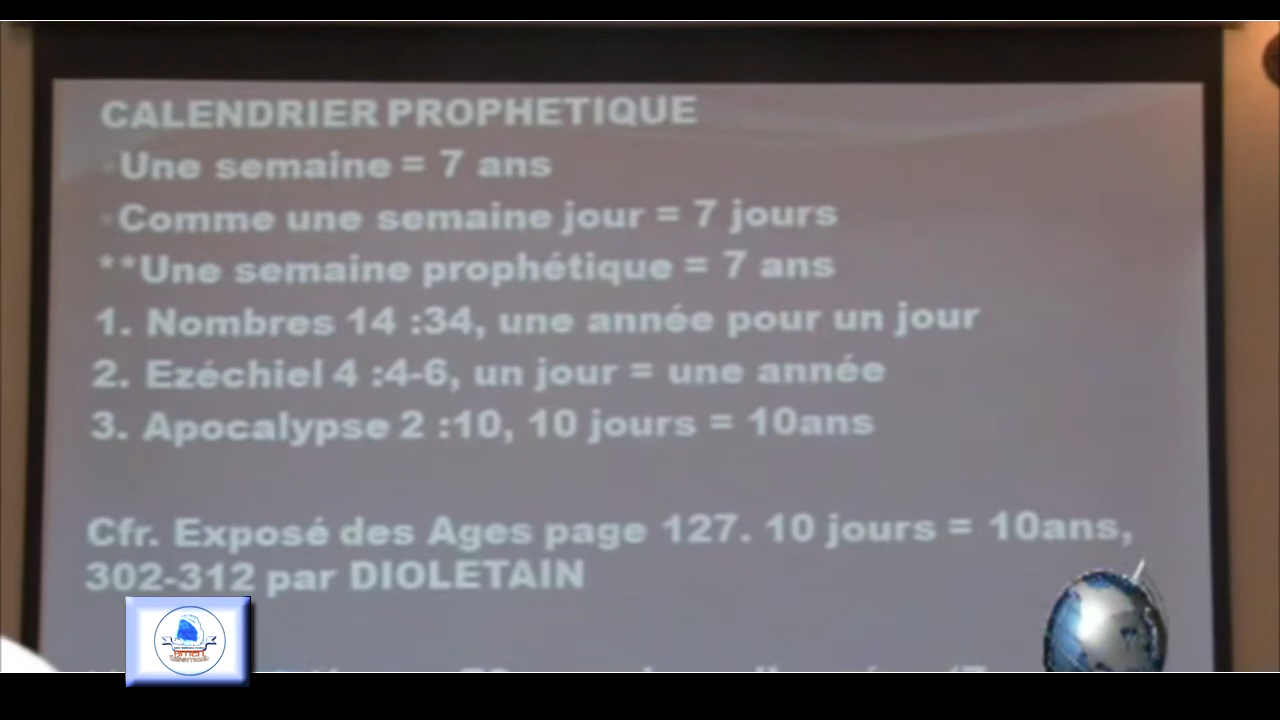 CALENDRIER PROPHETIQUE
Une semaine = 7 ans
Comme une semaine jour = 7 jours
**Une semaine prophétique = 7 ans
1. Nombres 14 :34, une année pour un jour
2. Ezéchiel 4 :4-6, un jour = une année
3. Apocalypse 2 :10, 10 jours = 10ans
Cfr. Exposé des Ages page 127. 10 jours = 10ans,
302-312 par DIOLETAIN